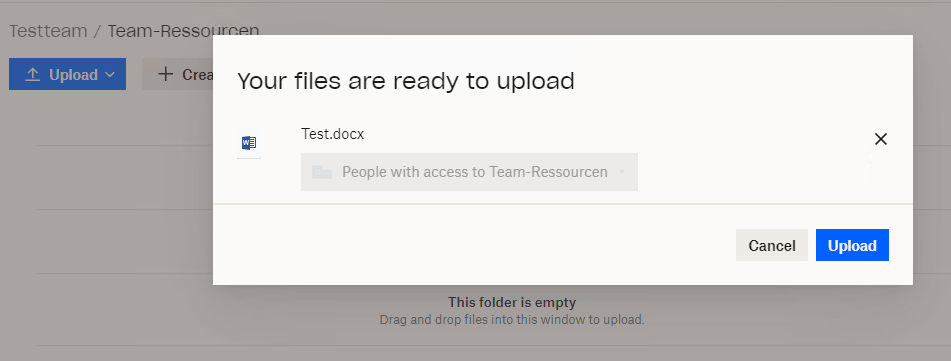 Testteam / Team-Ressourcen
Upload
Crea
Your files are ready to upload
Test.docx
People with access to Team-Ressourcen
Cancel
Upload
This folder is empty
Drag and drop files into this window to upload.